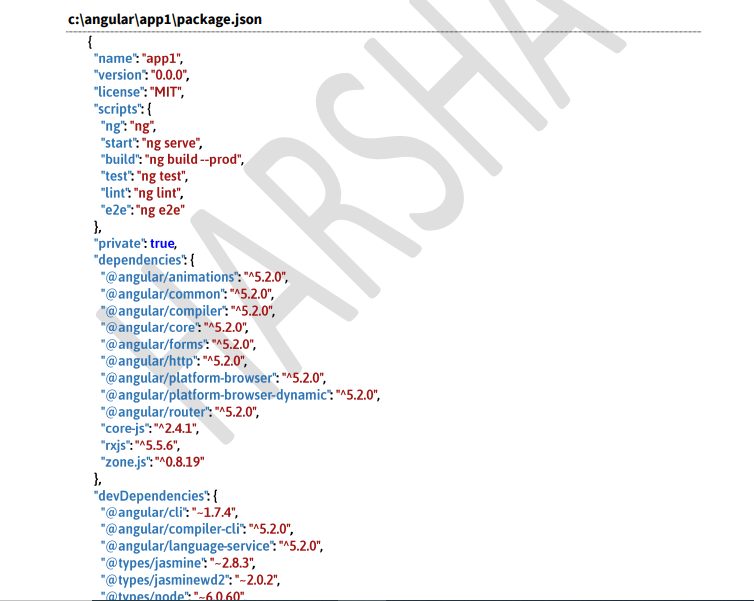 c:\angular\app1\package.json
{
"name": "app1",
"version": "0.0.0",
"license": "MIT",
"scripts": {
"ng": "ng",
"start": "ng serve",
"build": "ng build --prod",
"test": "ng test",
"lint": "ng lint",
"e2e": "ng e2e"
},
"private": true,
"dependencies": {
"@angular/animations": "^5.2.0",
"@angular/common": "^5.2.0",
"@angular/compiler": "^5.2.0",
"@angular/core": "^5.2.0",
"@angular/forms": "^5.2.0",
"@angular/http": "^5.2.0",
"@angular/platform-browser": "^5.2.0",
"@angular/platform-browser-dynamic": "^5.2.0",
"@angular/router": "^5.2.0",
"core-js": "^2.4.1",
"rxjs": "^5.5.6",
"zone.js": "^0.8.19"
},
"devDependencies": {
"@angular/cli": "~1.7.4",
"@angular/compiler-cli": "^5.2.0",
"@angular/language-service": "^5.2.0",
"@types/jasmine": "~2.8.3",
"@types/jasminewd2": "~2.0.2",
"@types/node": "~6.0.60",
HARSHA